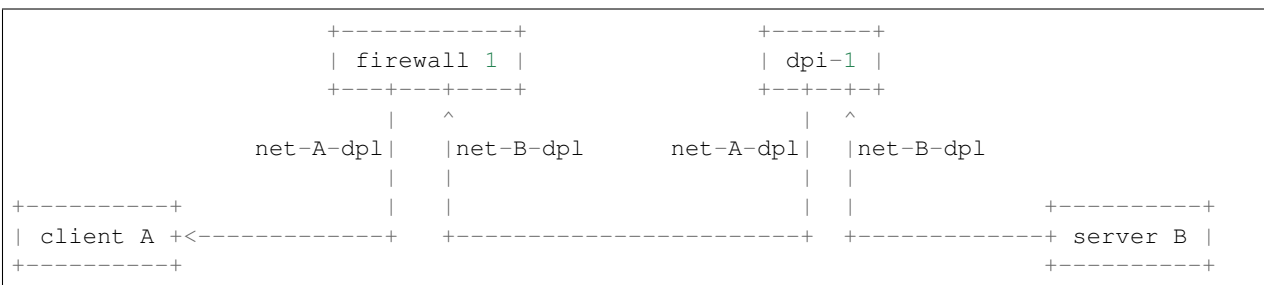 firewall 1 dpi-1
net-A-dpl net-B-dpl net-A-dpl net-B-dpl
client A server B